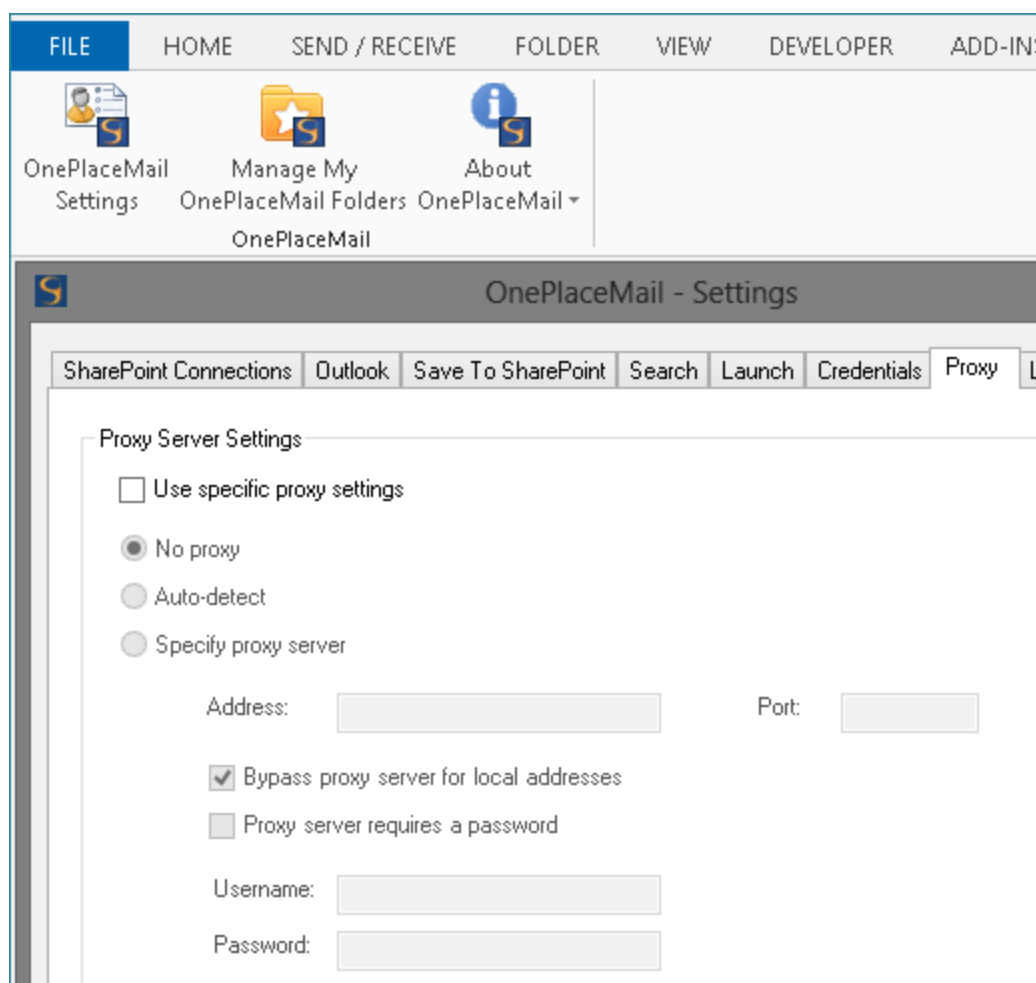 FILE HOME SEND / RECEIVE FOLDER VIEW DEVELOPER ADD-INS
OnePlaceMail Manage My About
Settings OnePlaceMail Folders OnePlaceMail
OnePlaceMail
OnePlaceMail - Settings
SharePoint Connections Outlook Save To SharePoint Search Launch Credentials Proxy
Proxy Server Settings
Use specific proxy settings
No proxy
Auto-detect
Specify proxy server
Address: Port:
Bypass proxy server for local addresses
Proxy server requires a password
Username:
Password: